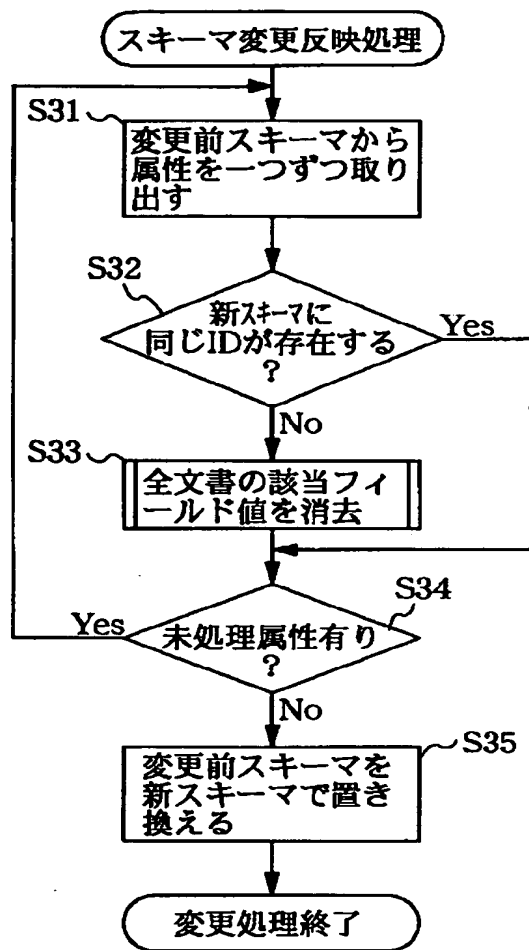 スキーマ変更反映処理
S31
変更前スキーマから
属性を一つずつ取り
出す
S32
新スキーマに
同じIDが存在する
?
Yes
No
S33
全文書の該当フィ
ールド値を消去
S34
Yes
未処理属性有り
?
No
S35
変更前スキーマを
新スキーマで置き
換える
変更処理終了